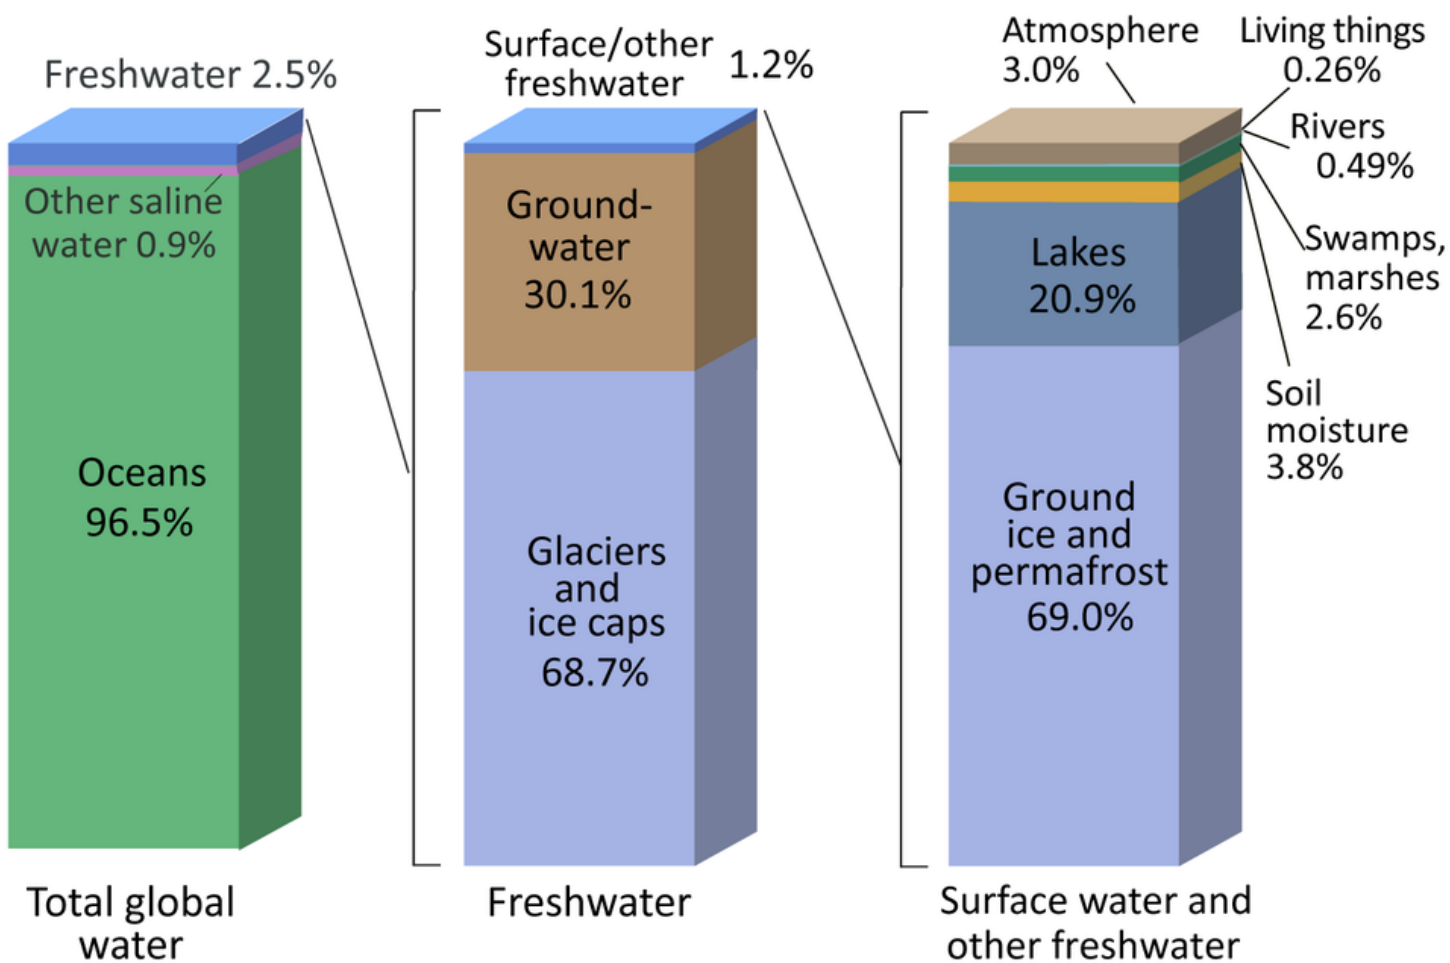 Freshwater 2.5%
Other saline
water 0.9%
Oceans
96.5%
Total global
water
Surface/other
freshwater
1.2%
Ground-
water
30.1%
Glaciers
and
ice caps
68.7%
Freshwater
Atmosphere
3.0%
Living things
0.26%
Rivers
0.49%
Swamps,
marshes
2.6%
Soil
moisture
3.8%
Lakes
20.9%
Ground
ice and
permafrost
69.0%
Surface water and
other freshwater